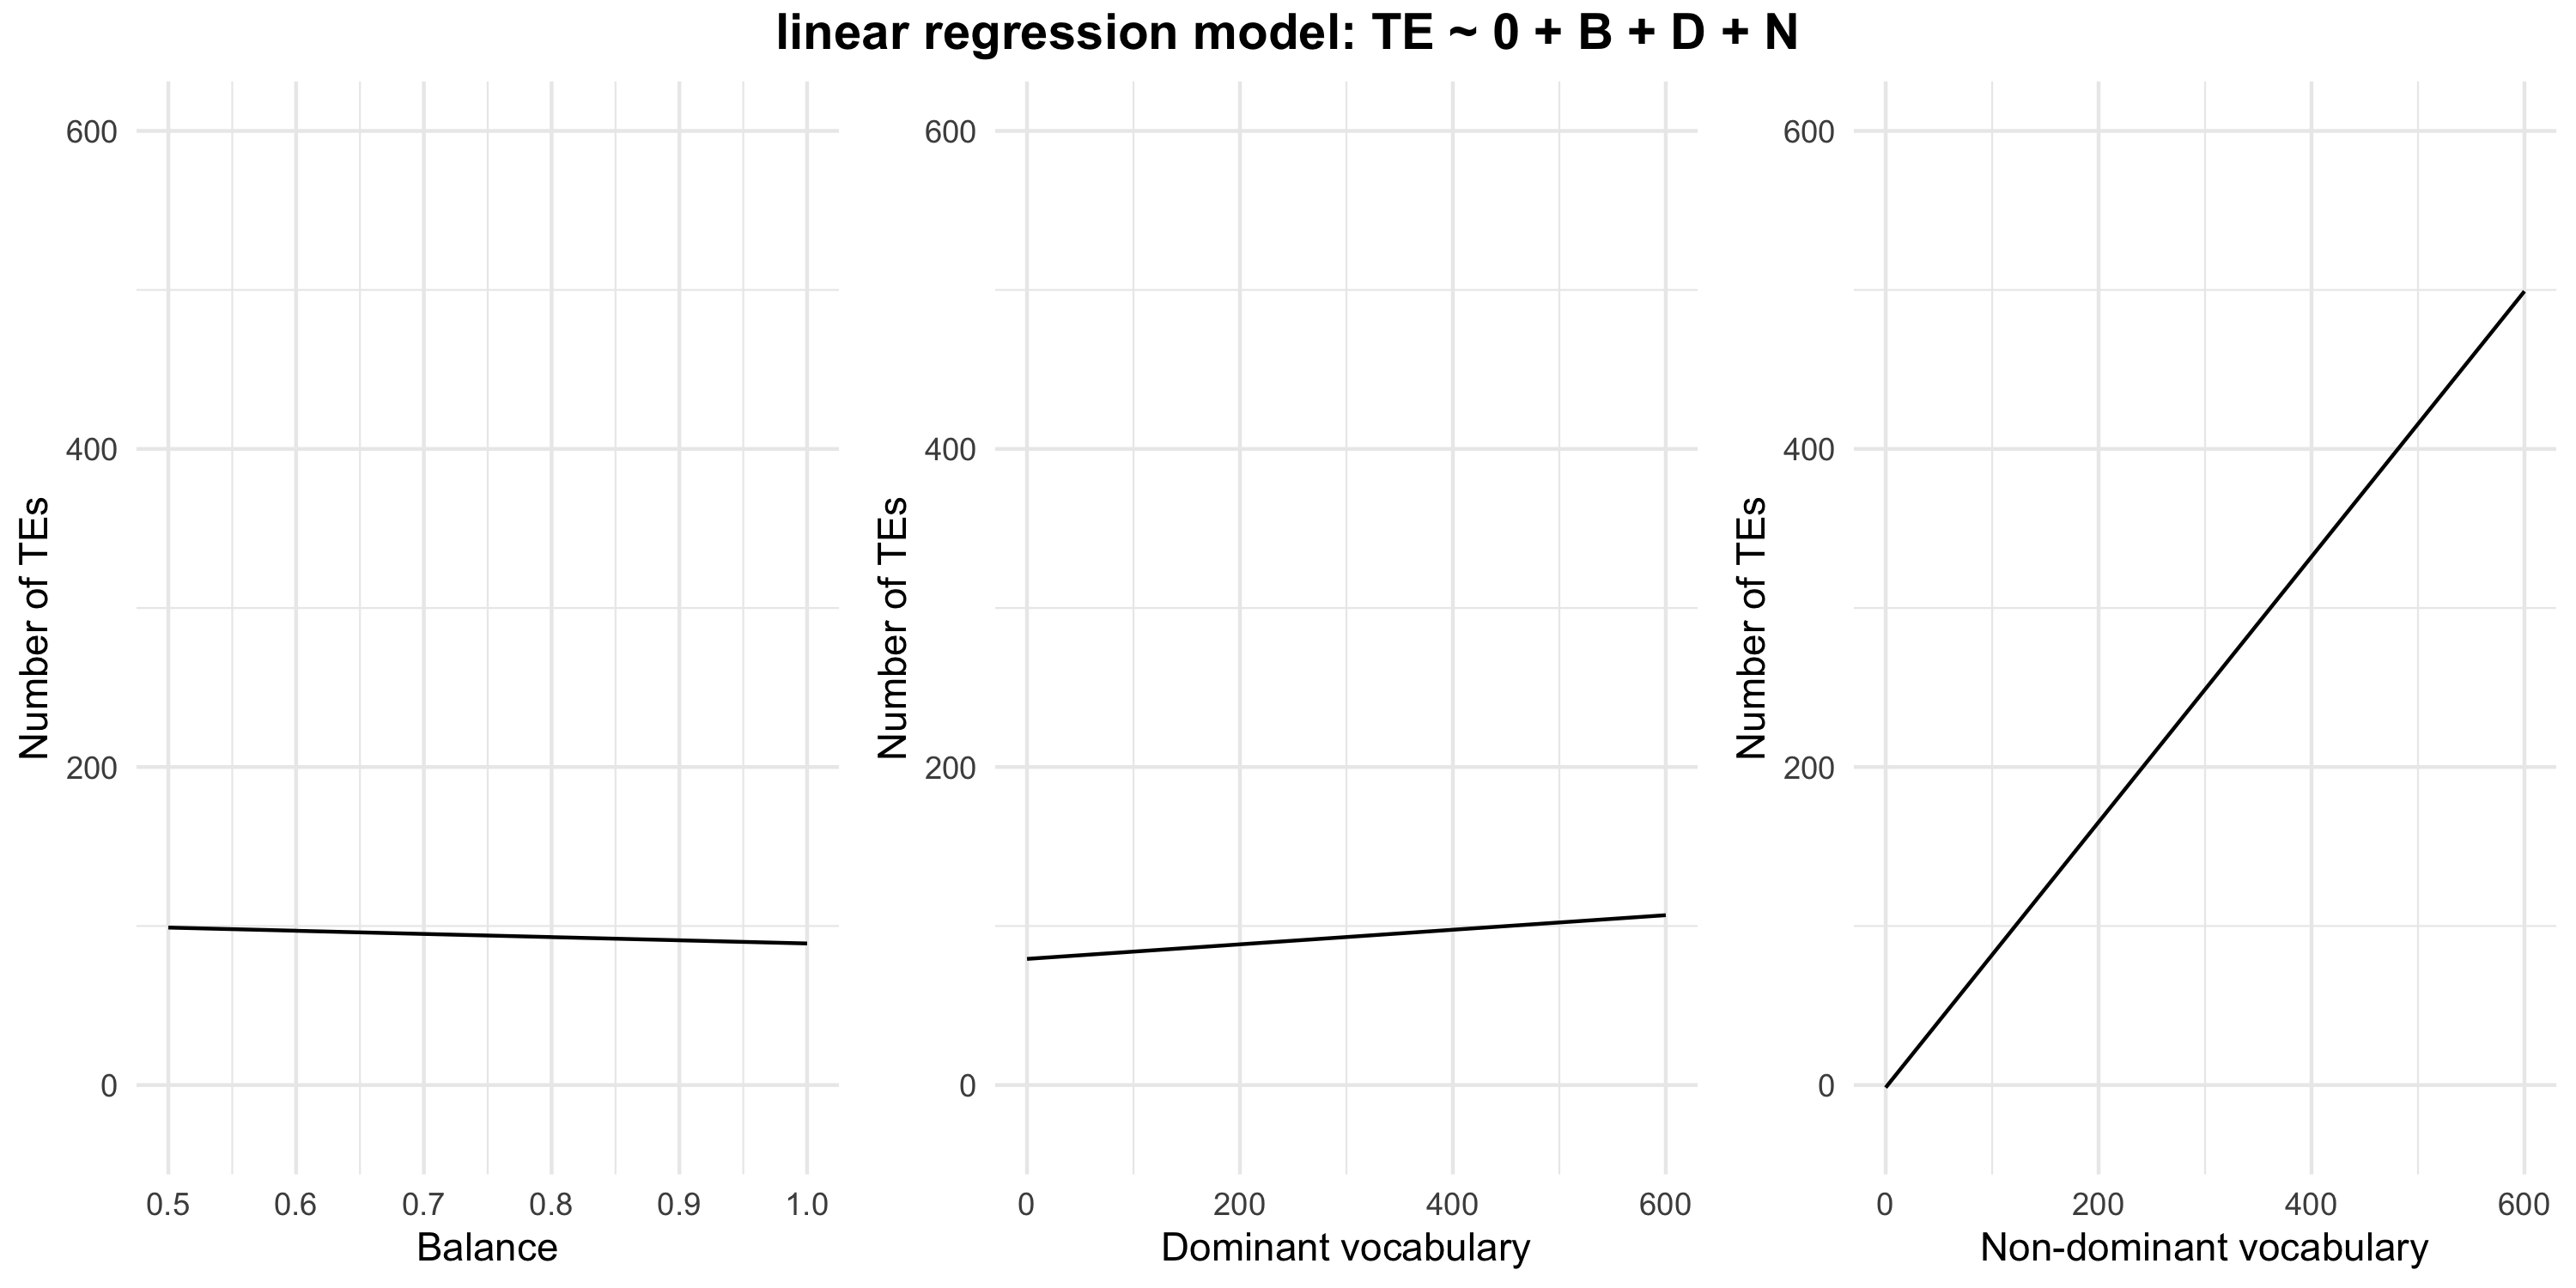 linear regression model: TE ~ 0 + B + D + N
Number of TEs
600
400
200
0
0.5 0.6 0.7 0.8 0.9 1.0
Balance
Number of TEs
600
400
200
0
0 200 400 600
Dominant vocabulary
Number of TEs
600
400
200
0
0 200 400 600
Non-dominant vocabulary